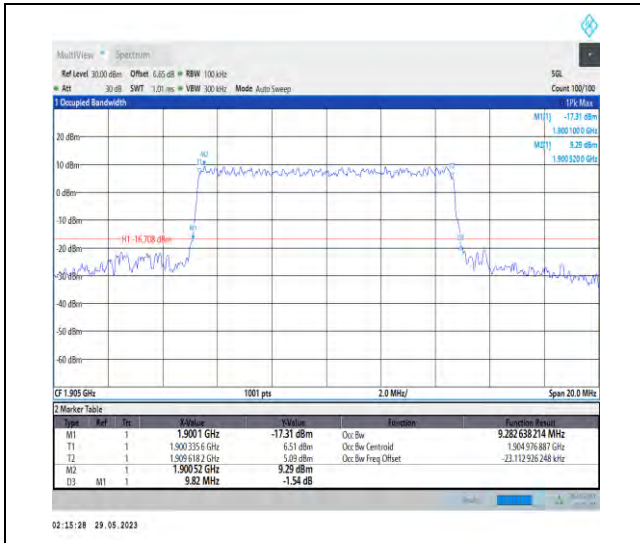 MultiView Spectrum
Ref Level 30.00 dBm Offset 6.65 dB RBW 100 kHz SGL
Att 30 dB SWT 1.01 ms VBW 300 kHz Mode Auto Sweep Count 100/100
1 Occupied Bandwidth 1Pk Max
M1[1] -17.31 dBm
1.9001000 GHz
M2[1] 9.29 dBm
1.9005200 GHz
20 dBm
10 dBm
M2
T1
0 dBm
-10 dBm
M1
H1 -16.708 dBm
-20 dBm
-30 dBm
-40 dBm
-50 dBm
-60 dBm
CF 1.905 GHz 1001 pts 2.0 MHz/ Span 20.0 MHz
2 Marker Table
Type Ref Trc X-Value Y-Value Function Function Result
M1 1 1.9001 GHz -17.31 dBm Occ Bw 9.282 638 214 MHz
T1 1 1.900 335 6 GHz 6.51 dBm Occ Bw Centroid 1.904 976 887 GHz
T2 1 1.909 618 2 GHz 5.09 dBm Occ Bw Freq Offset -23.112 926 248 kHz
M2 1 1.900 52 GHz 9.29 dBm
D3 M1 1 9.82 MHz -1.54 dB
02:15:28 29.05.2023